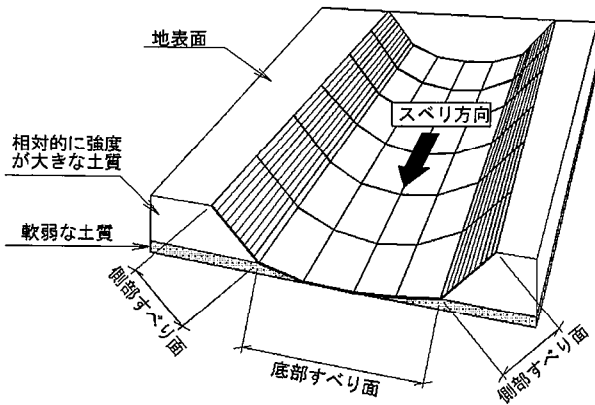 地表面
スベリ方向
相対的に強度
が大きな土質
軟弱な土質
側部すべり面
底部すべり面
側部すべり面